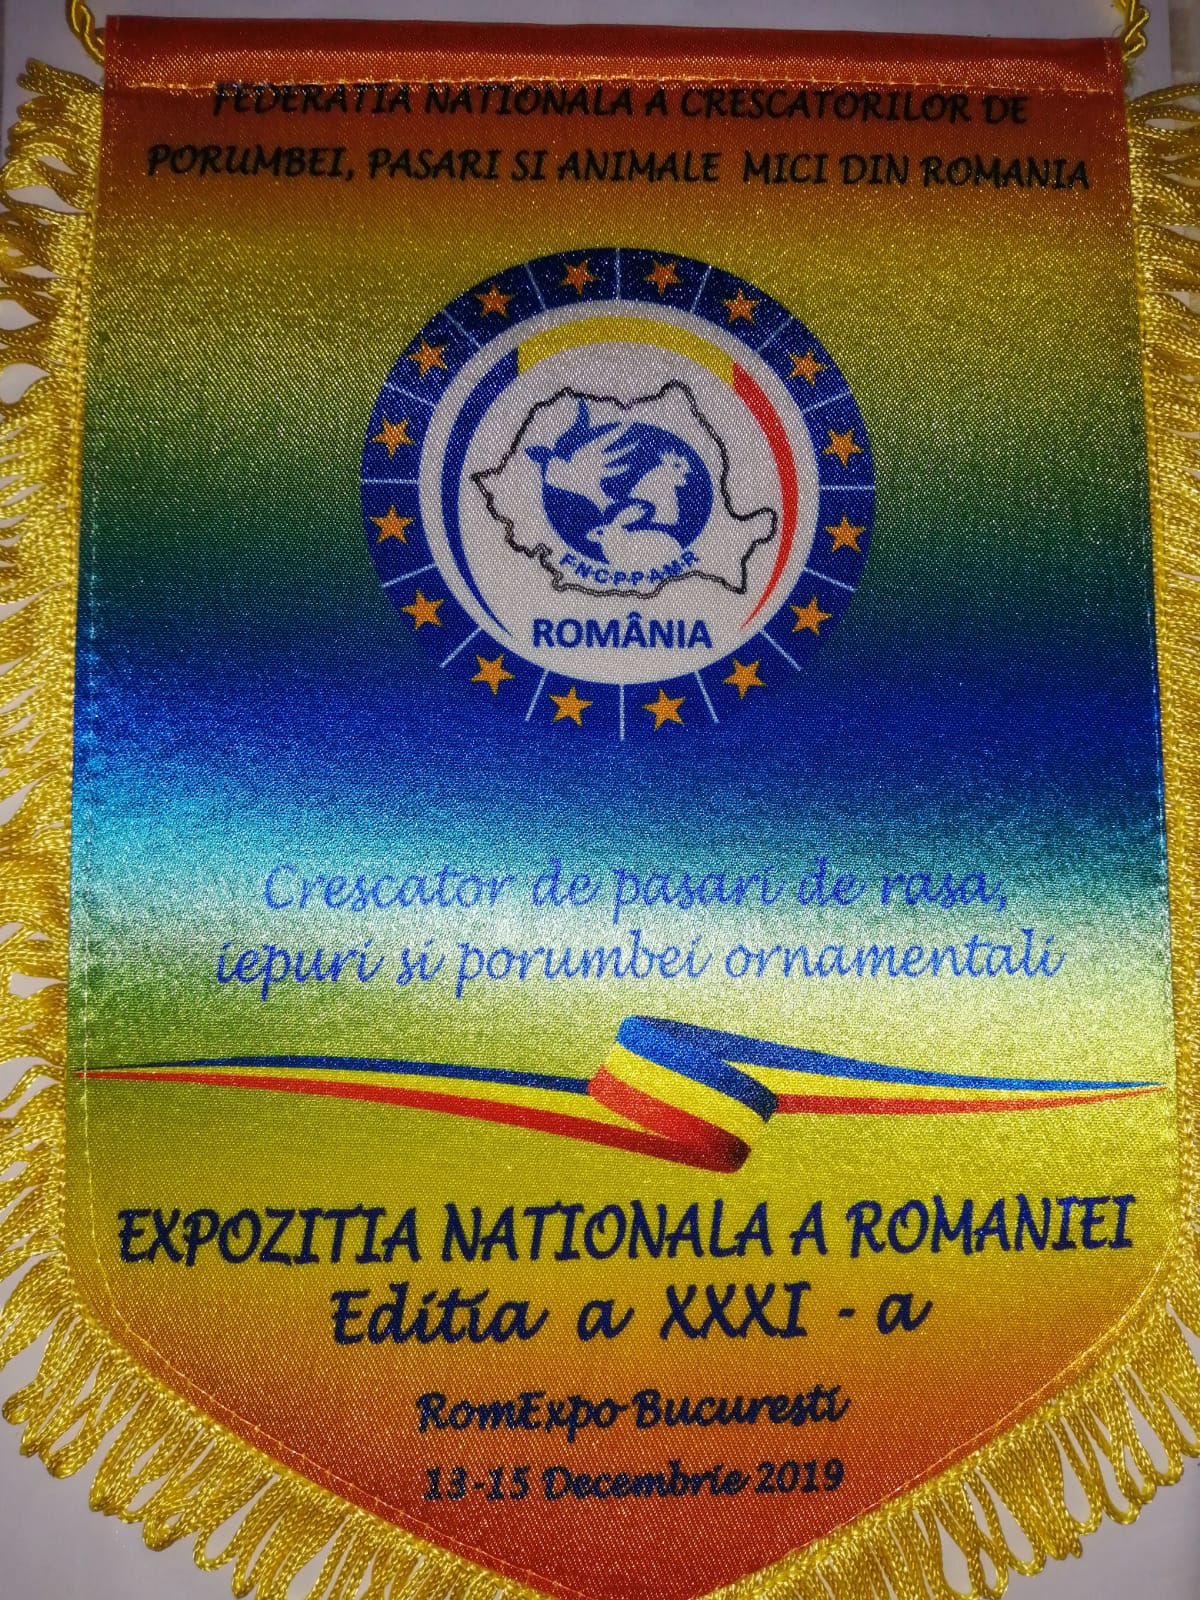 FEDERATIA NATIONALA A CRESCATORILOR DE
PORUMBEI, PASARI SI ANIMALE MICI DIN ROMANIA
F·N·C·P·P·A·M·R
ROMÂNIA
Crescator de pasari de rasa,
iepuri si porumbei ornamentali
EXPOZITIA NATIONALA A ROMANIEI
Editia a XXXI - a
RomExpo-Bucuresti
13-15 Decembrie 2019